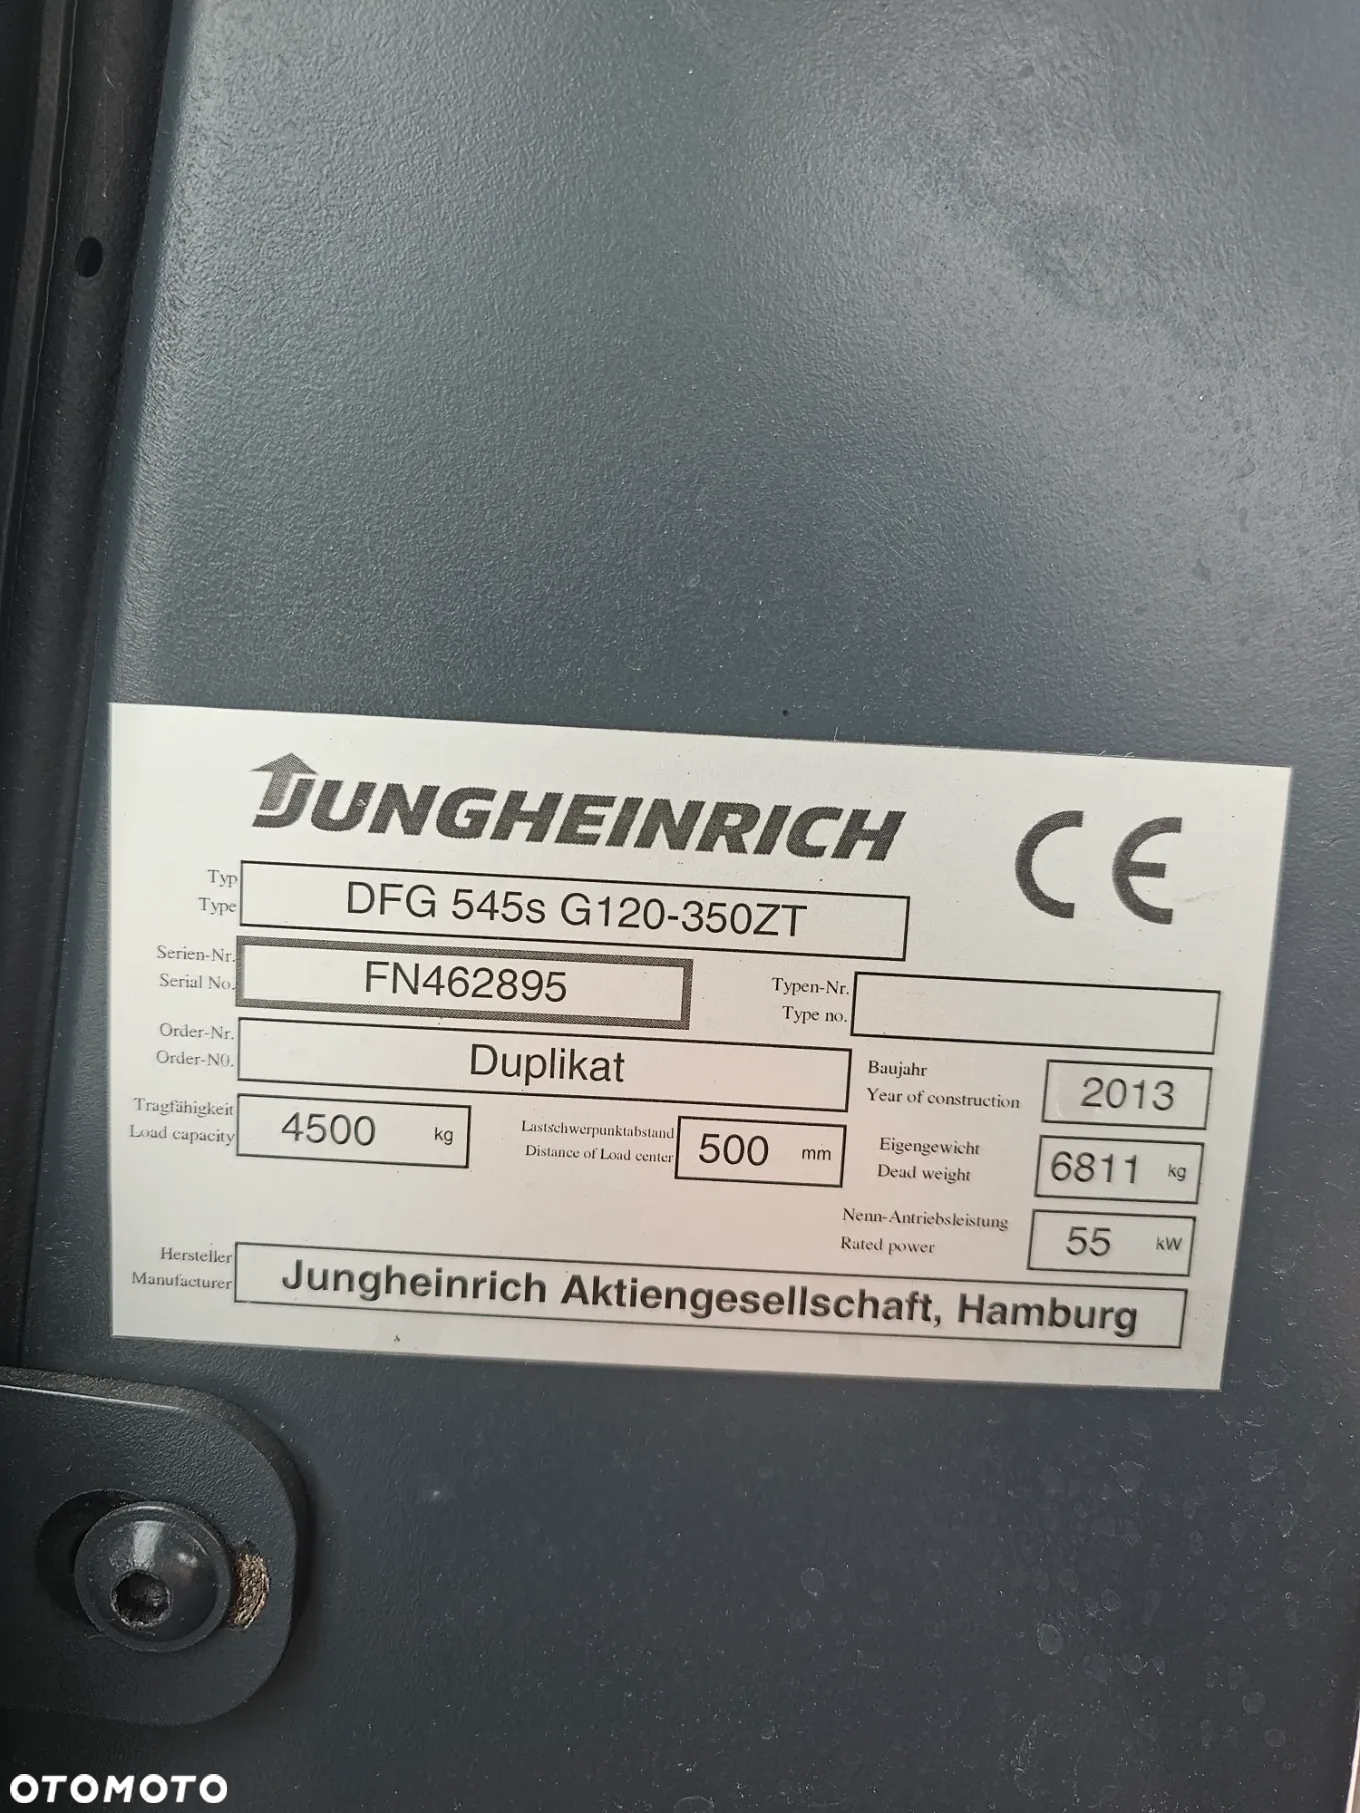 JUNGHEINRICH
CE
Typ
Type
DFG 545s G120-350ZT
Serien-Nr.
Serial No.
FN462895
Typen-Nr.
Type no.
Order-Nr.
Order-N0.
Duplikat
Baujahr
Year of construction
2013
Tragfähigkeit
Load capacity
4500 kg
Lastschwerpunktabstand
Distance of Load center
500 mm
Eigengewicht
Dead weight
6811 kg
Nenn-Antriebsleistung
Rated power
55 kW
Hersteller
Manufacturer
Jungheinrich Aktiengesellschaft, Hamburg
OTOMOTO